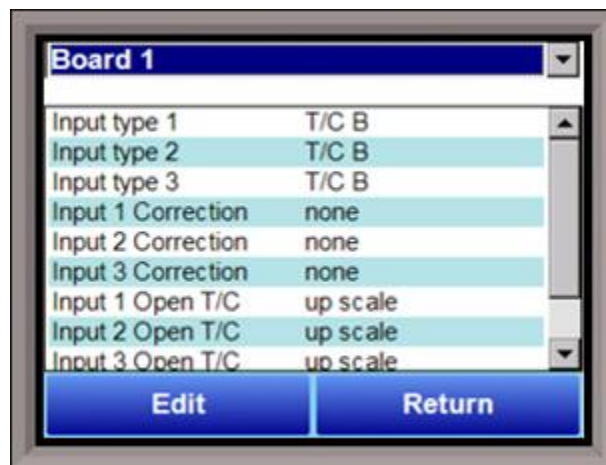 Board 1
Input type 1 T/C B
Input type 2 T/C B
Input type 3 T/C B
Input 1 Correction none
Input 2 Correction none
Input 3 Correction none
Input 1 Open T/C up scale
Input 2 Open T/C up scale
Input 3 Open T/C up scale
Edit Return